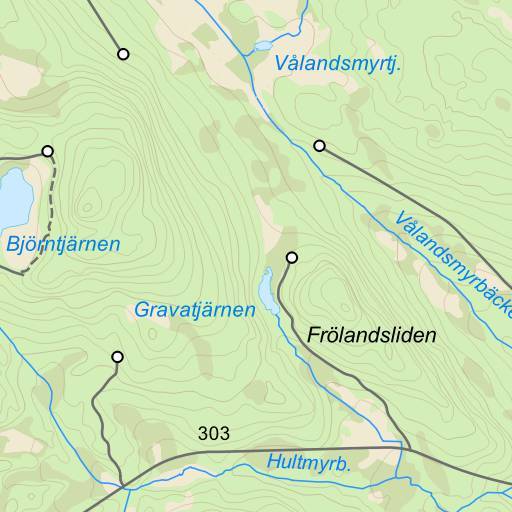 Vålandsmyrtj.
Vålandsmyrbäcke
Björntjärnen
Gravatjärnen
Frölandsliden
303
Hultmyrb.